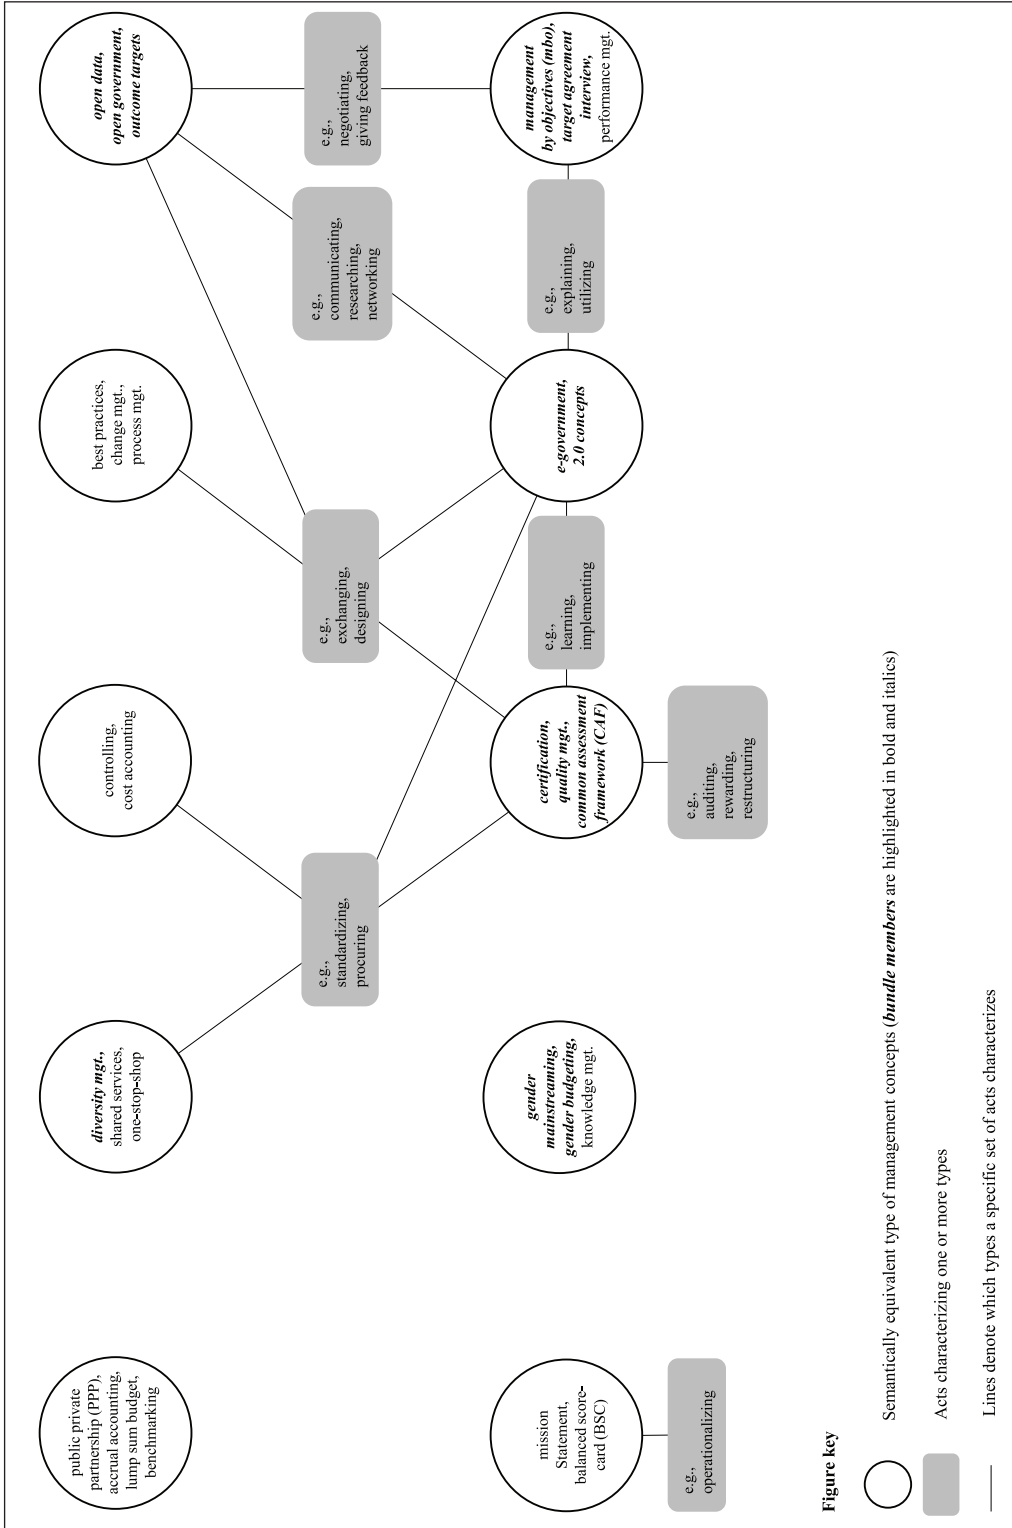 public private
partnership (PPP),
accrual accounting,
lump sum budget,
benchmarking
diversity mgt.,
shared services,
one-stop-shop
controlling,
cost accounting
best practices,
change mgt.,
process mgt.
open data,
open government,
outcome targets
e.g.,
standardizing,
procuring
e.g.,
exchanging,
designing
e.g.,
communicating,
researching,
networking
e.g.,
negotiating,
giving feedback
mission
Statement,
balanced score-
card (BSC)
gender
mainstreaming,
gender budgeting,
knowledge mgt.
certification,
quality mgt.,
common assessment
framework (CAF)
e.g.,
learning,
implementing
e-government,
2.0 concepts
e.g.,
explaining,
utilizing
management
by objectives (mbo),
target agreement
interview,
performance mgt.
e.g.,
operationalizing
e.g.,
auditing,
rewarding,
restructuring
Figure key
Semantically equivalent type of management concepts (bundle members are highlighted in bold and italics)
Acts characterizing one or more types
Lines denote which types a specific set of acts characterizes